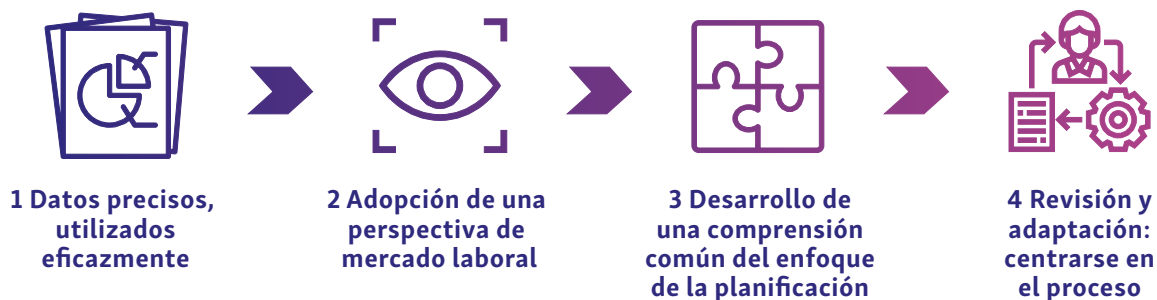 1 Datos precisos,
utilizados
eficazmente
2 Adopción de una
perspectiva de
mercado laboral
3 Desarrollo de
una comprensión
común del enfoque
de la planificación
4 Revisión y
adaptación:
centrarse en
el proceso